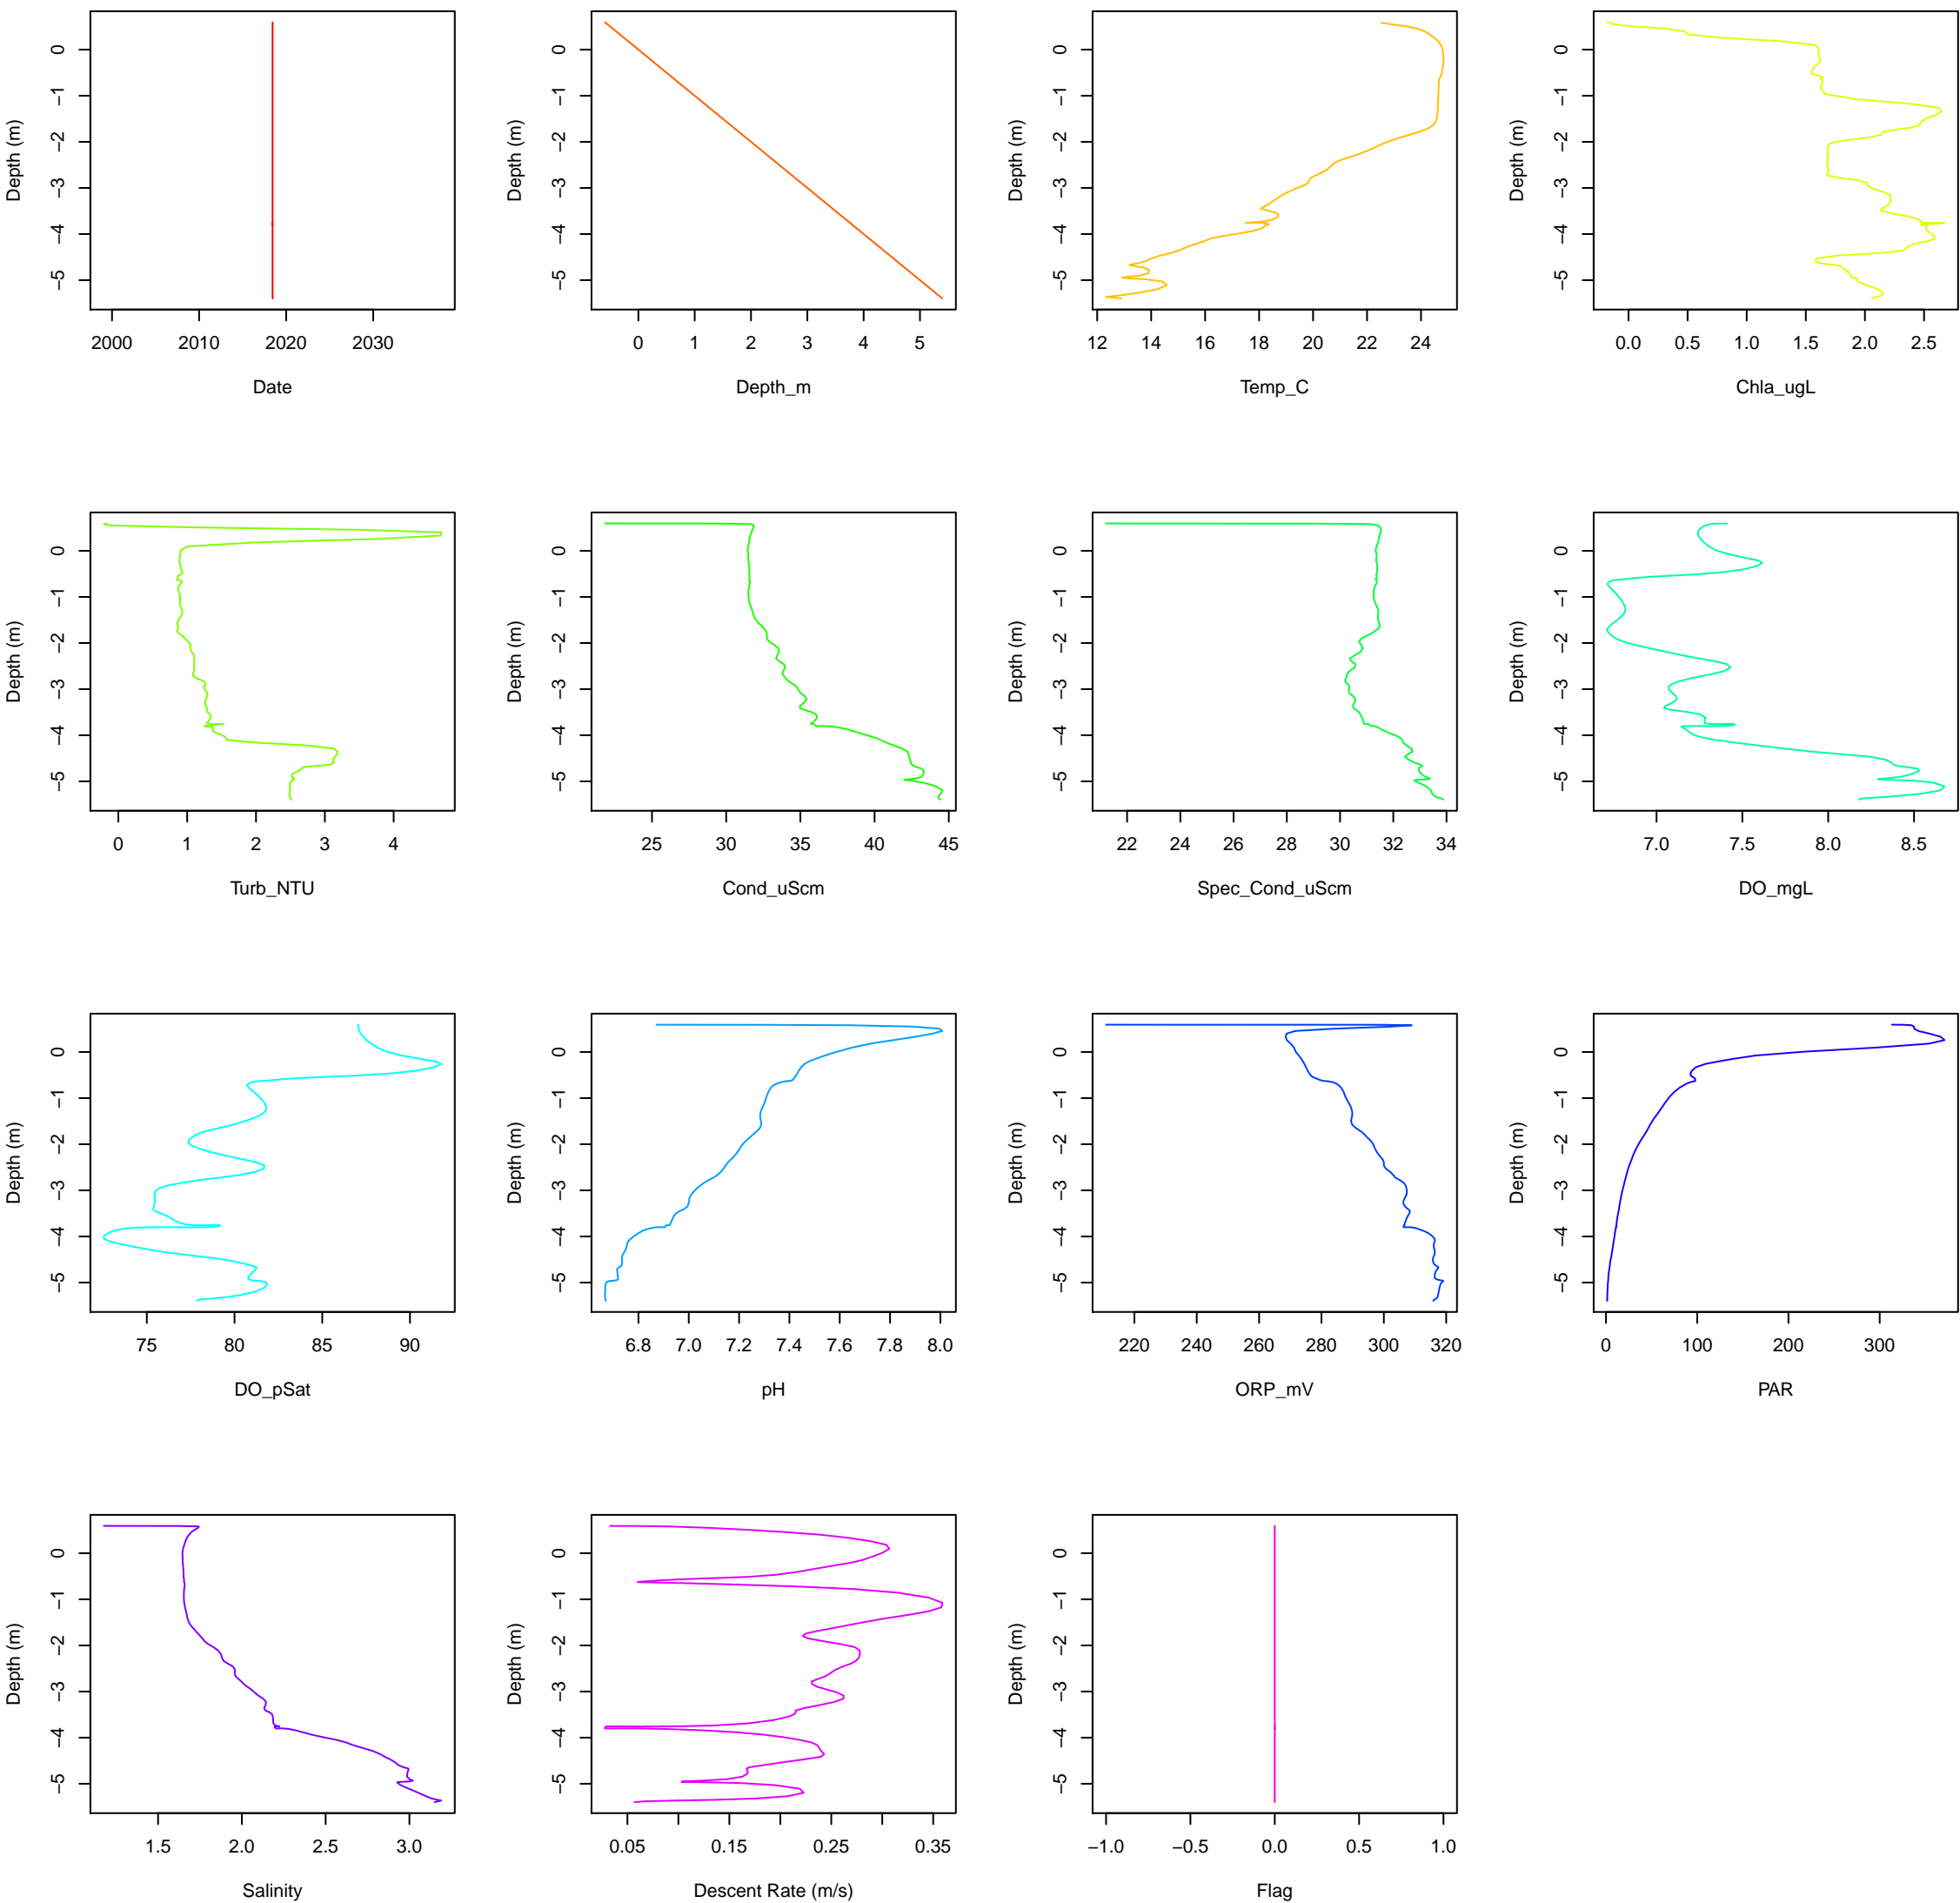 Depth (m)
0
−1
−2
−3
−4
−5
2000 2010 2020 2030
Date
Depth (m)
0
−1
−2
−3
−4
−5
0 1 2 3 4 5
Depth_m
Depth (m)
0
−1
−2
−3
−4
−5
12 14 16 18 20 22 24
Temp_C
Depth (m)
0
−1
−2
−3
−4
−5
0.0 0.5 1.0 1.5 2.0 2.5
Chla_ugL
Depth (m)
0
−1
−2
−3
−4
−5
0 1 2 3 4
Turb_NTU
Depth (m)
0
−1
−2
−3
−4
−5
25 30 35 40 45
Cond_uScm
Depth (m)
0
−1
−2
−3
−4
−5
22 24 26 28 30 32 34
Spec_Cond_uScm
Depth (m)
0
−1
−2
−3
−4
−5
7.0 7.5 8.0 8.5
DO_mgL
Depth (m)
0
−1
−2
−3
−4
−5
75 80 85 90
DO_pSat
Depth (m)
0
−1
−2
−3
−4
−5
6.8 7.0 7.2 7.4 7.6 7.8 8.0
pH
Depth (m)
0
−1
−2
−3
−4
−5
220 240 260 280 300 320
ORP_mV
Depth (m)
0
−1
−2
−3
−4
−5
0 100 200 300
PAR
Depth (m)
0
−1
−2
−3
−4
−5
1.5 2.0 2.5 3.0
Salinity
Depth (m)
0
−1
−2
−3
−4
−5
0.05 0.15 0.25 0.35
Descent Rate (m/s)
Depth (m)
0
−1
−2
−3
−4
−5
−1.0 −0.5 0.0 0.5 1.0
Flag